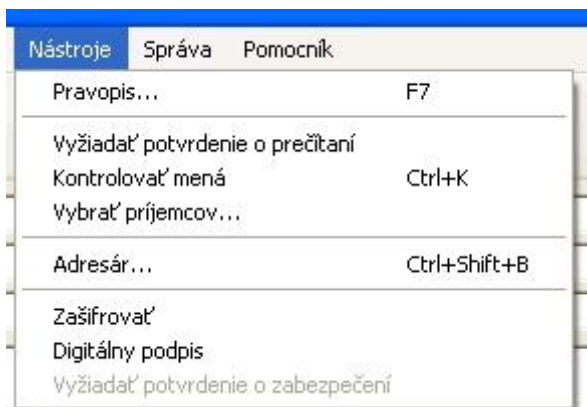 Nástroje Správa Pomocník
Pravopis... F7
Vyžiadať potvrdenie o prečítaní
Kontrolovať mená Ctrl+K
Vybrať príjemcov...
Adresár... Ctrl+Shift+B
Zašifrovať
Digitálny podpis
Vyžiadať potvrdenie o zabezpečení